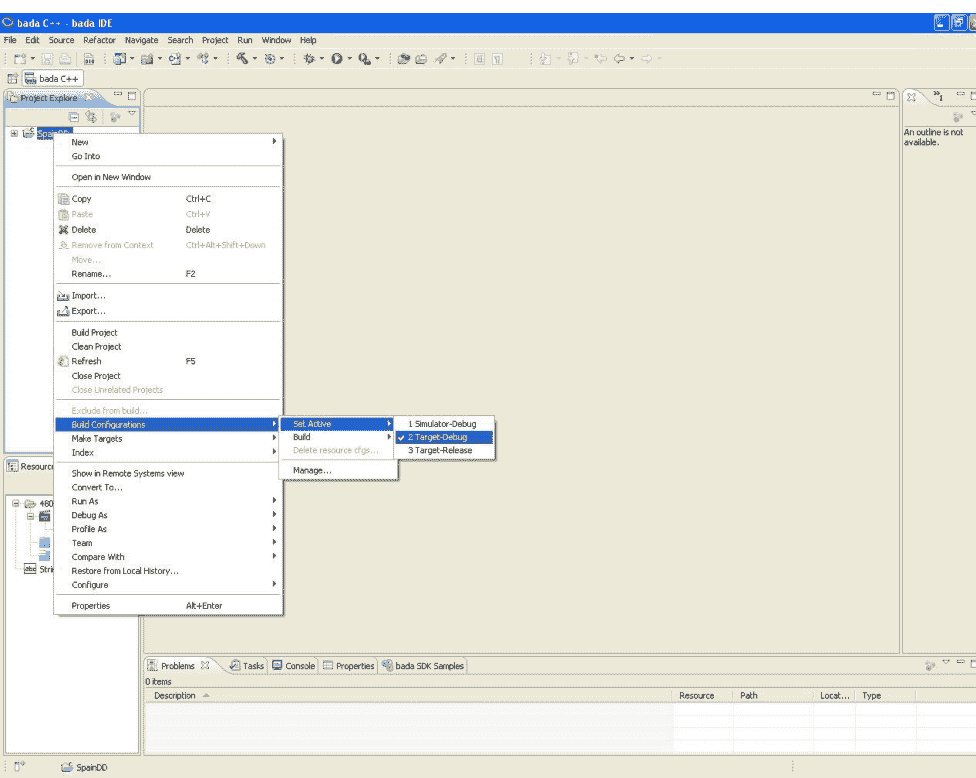 bada C++ - bada IDE
File Edit Source Refactor Navigate Search Project Run Window Help
bada C++
Project Explore
1
SpainDD
An outline is not
available.
New
Go Into
Open in New Window
Copy Ctrl+C
Paste Ctrl+V
Delete Delete
Remove from Context Ctrl+Alt+Shift+Down
Move...
Rename... F2
Import...
Export...
Build Project
Clean Project
Refresh F5
Close Project
Close Unrelated Projects
Exclude from build...
Build Configurations
Set Active
1 Simulator-Debug
Make Targets
Build
2 Target-Debug
Index
Delete resource cfgs...
3 Target-Release
Manage...
Resourc
Show in Remote Systems view
Convert To...
480
Run As
Debug As
Profile As
Team
Compare With
Stri
Restore from Local History...
Configure
Properties Alt+Enter
Problems Tasks Console Properties bada SDK Samples
0 items
Description Resource Path Locat... Type
SpainDD